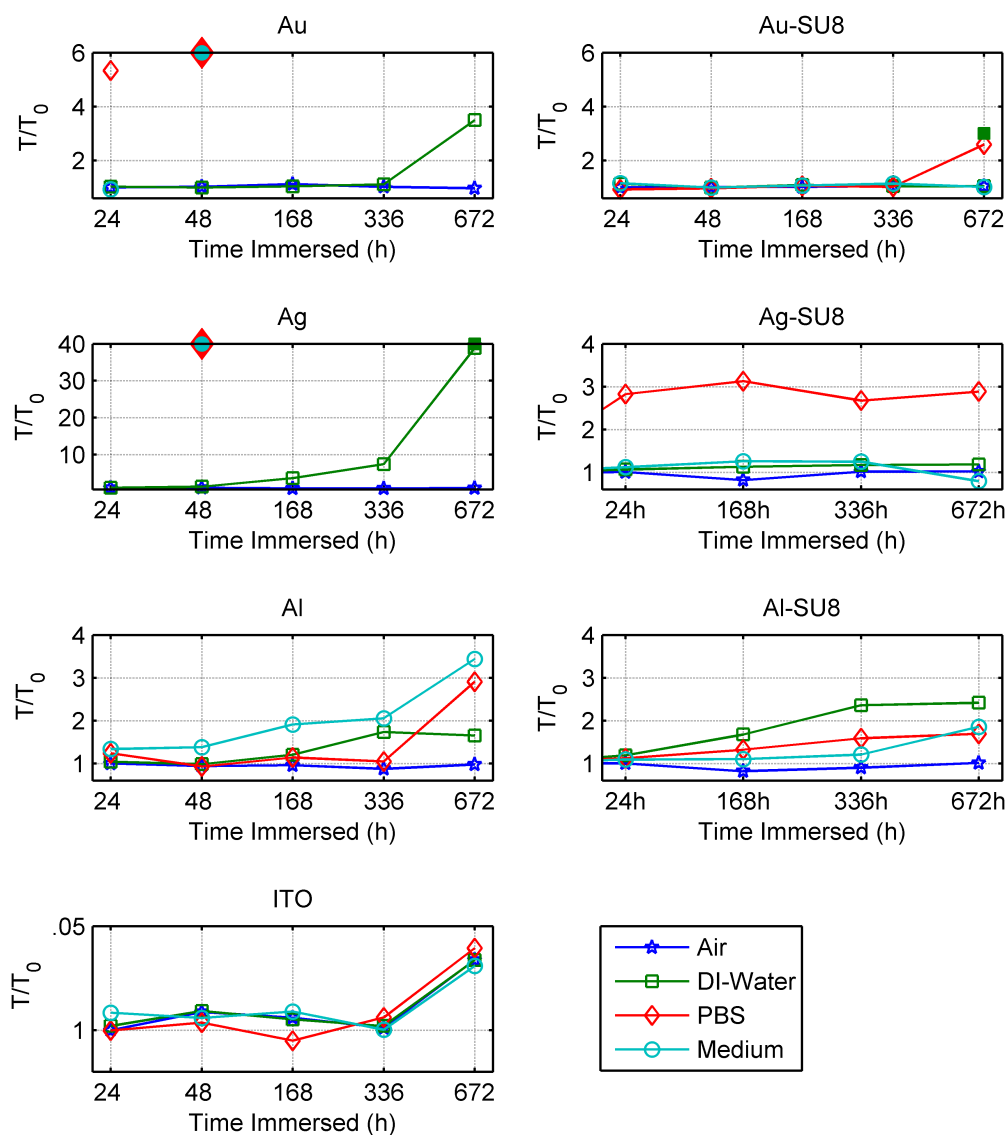 Au
6
4
2
T/T0
24 48 168 336 672
Time Immersed (h)
Au-SU8
6
4
2
T/T0
24 48 168 336 672
Time Immersed (h)
Ag
40
30
20
10
T/T0
24 48 168 336 672
Time Immersed (h)
Ag-SU8
4
3
2
1
T/T0
24h 168h 336h 672h
Time Immersed (h)
Al
4
3
2
1
T/T0
24 48 168 336 672
Time Immersed (h)
Al-SU8
4
3
2
1
T/T0
24h 168h 336h 672h
Time Immersed (h)
ITO
.05
1
T/T0
24 48 168 336 672
Time Immersed (h)
Air
DI-Water
PBS
Medium